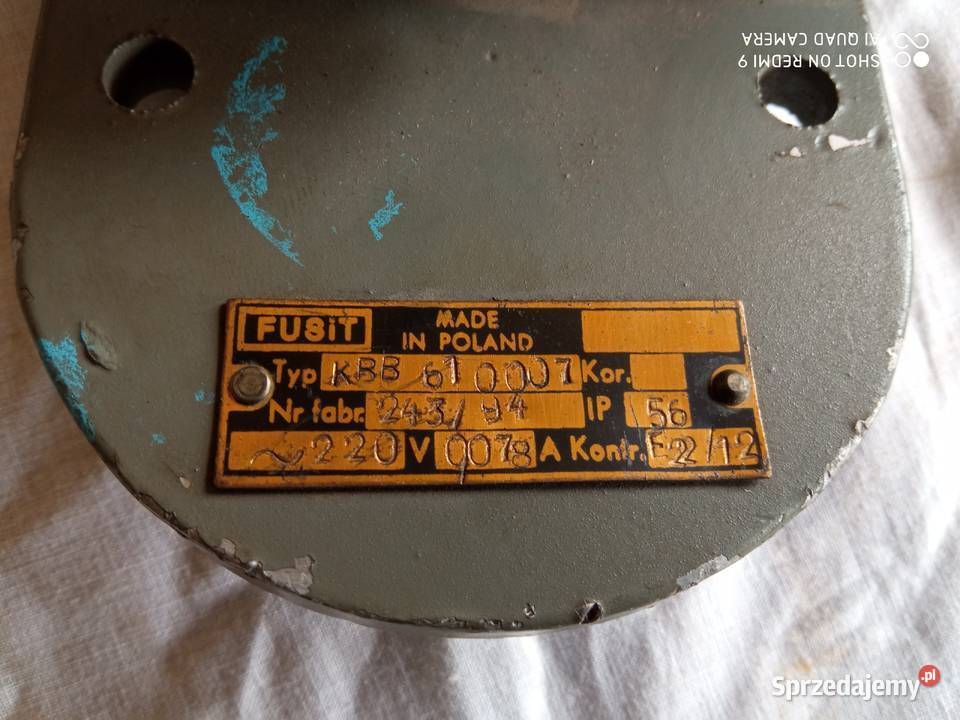 SHOT ON REDMI 9
AI QUAD CAMERA
FUSiT
MADE
IN POLAND
Typ KBB 61 0007 Kor.
Nr fabr. 243/94 IP 56
~220 V 0078 A Kontr. E22/12
Sprzedajemy.pl